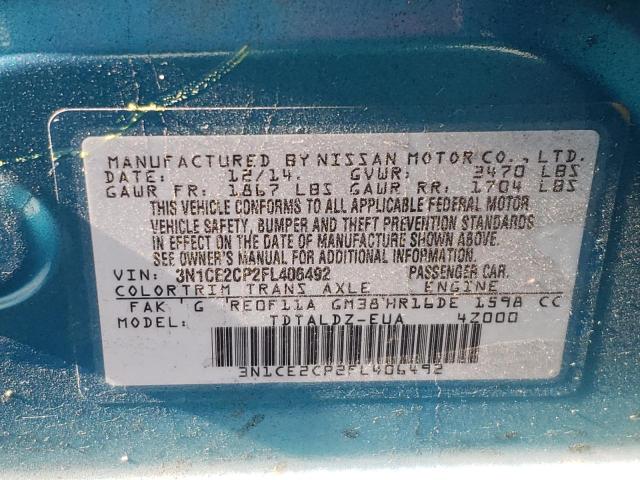 MANUFACTURED BY NISSAN MOTOR CO., LTD.
DATE: 12/14. GVWR: 3470 LBS
GAWR FR: 1867 LBS GAWR RR: 1704 LBS
THIS VEHICLE CONFORMS TO ALL APPLICABLE FEDERAL MOTOR
VEHICLE SAFETY, BUMPER AND THEFT PREVENTION STANDARDS
IN EFFECT ON THE DATE OF MANUFACTURE SHOWN ABOVE.
SEE OWNER'S MANUAL FOR ADDITIONAL INFORMATION.
VIN: 3N1CE2CP2FL406492 PASSENGER CAR.
COLOR TRIM TRANS AXLE ENGINE
FAK G RE0F11A GM38 HR16DE 1598 CC
MODEL: TDTALDZ-EUA 4Z000
3N1CE2CP2FL406492